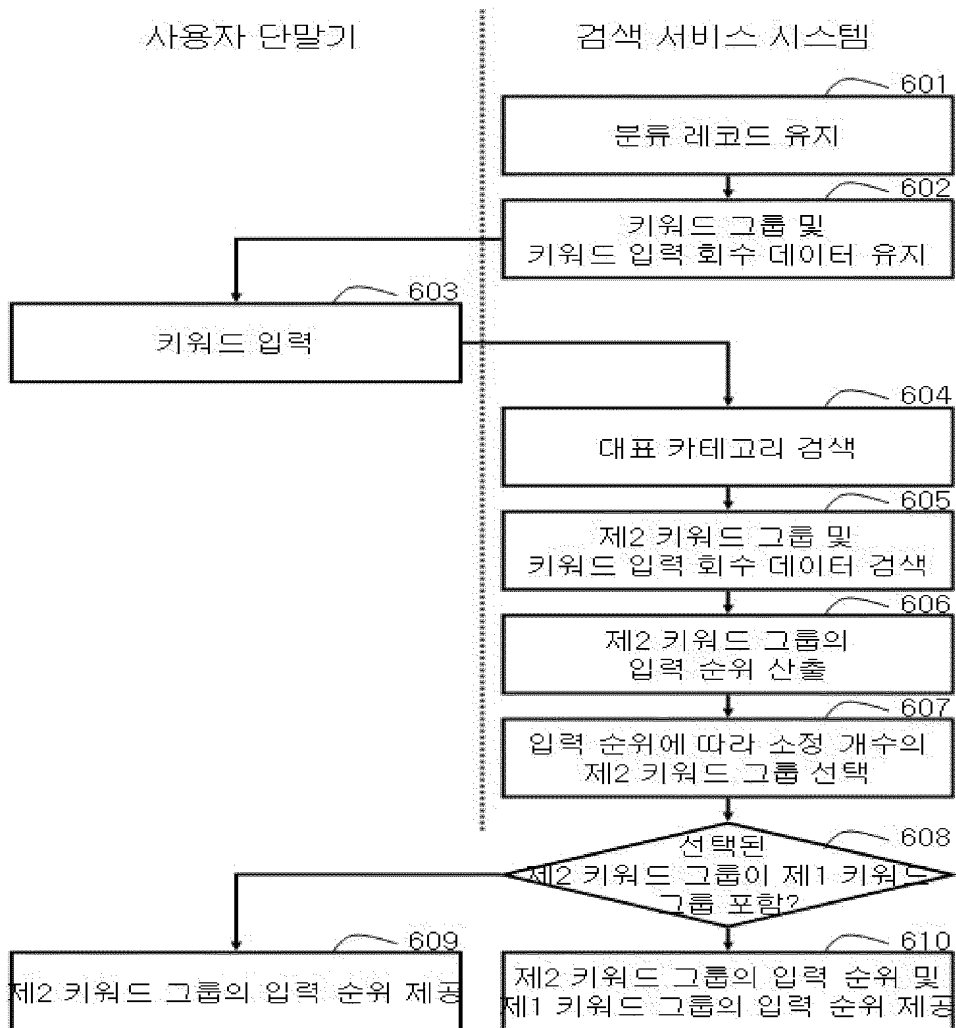 사용자 단말기
검색 서비스 시스템
601
분류 레코드 유지
602
키워드 그룹 및
키워드 입력 회수 데이터 유지
603
키워드 입력
604
대표 카테고리 검색
605
제2 키워드 그룹 및
키워드 입력 회수 데이터 검색
606
제2 키워드 그룹의
입력 순위 산출
607
입력 순위에 따라 소정 개수의
제2 키워드 그룹 선택
608
선택된
제2 키워드 그룹이 제1 키워드
그룹 포함?
609
제2 키워드 그룹의 입력 순위 제공
610
제2 키워드 그룹의 입력 순위 및
제1 키워드 그룹의 입력 순위 제공